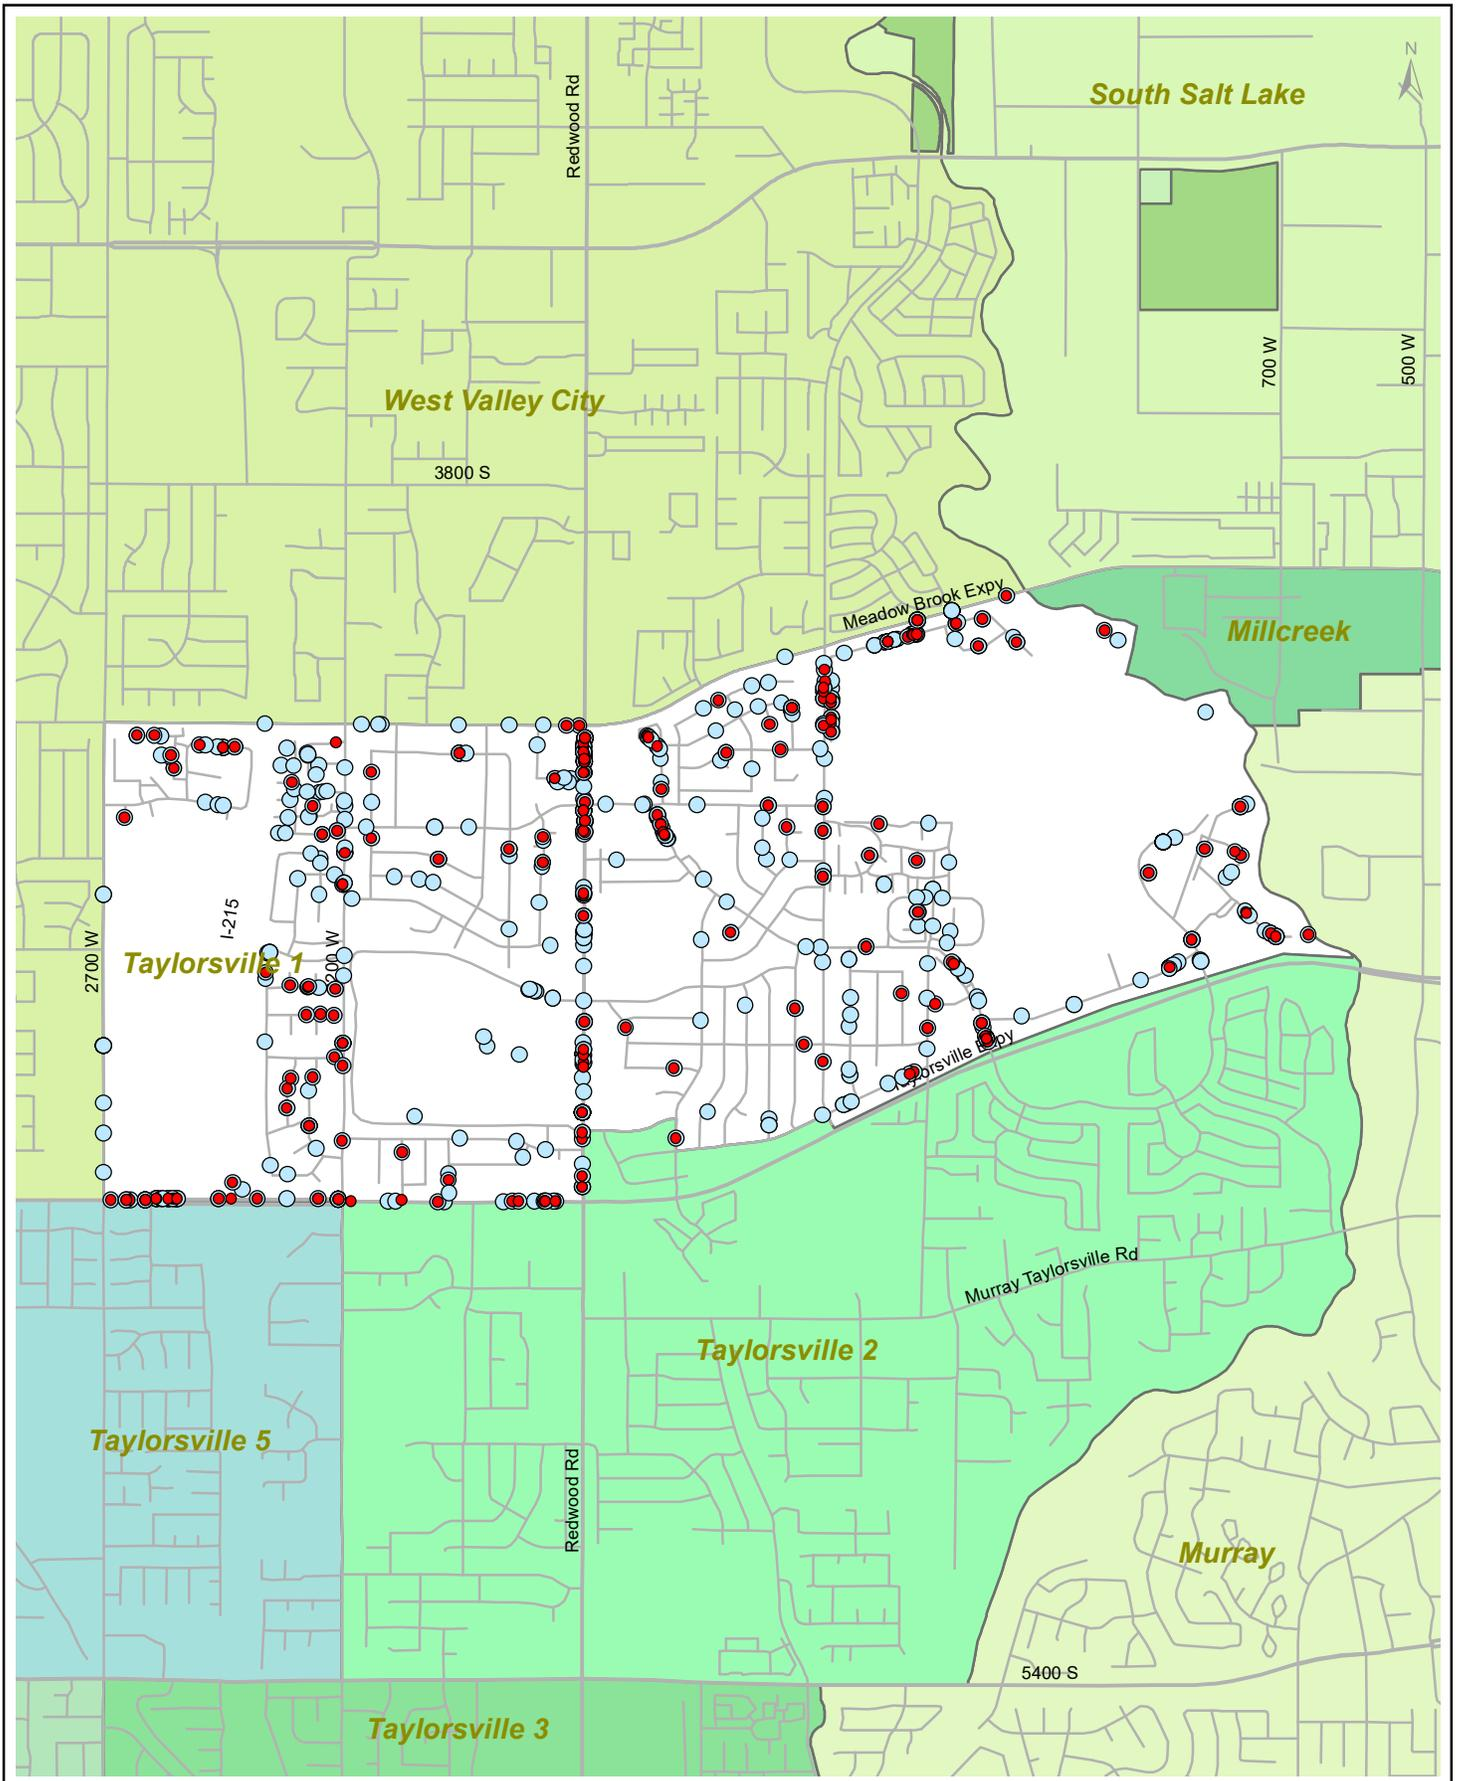 N
South Salt Lake
Redwood Rd
700 W
500 W
West Valley City
3800 S
Meadow Brook Expy
Millcreek
I-215
2700 W
Taylorsville 1
200 W
Expy
Murray Taylorsville Rd
Taylorsville 2
Taylorsville 5
Redwood Rd
Murray
5400 S
Taylorsville 3